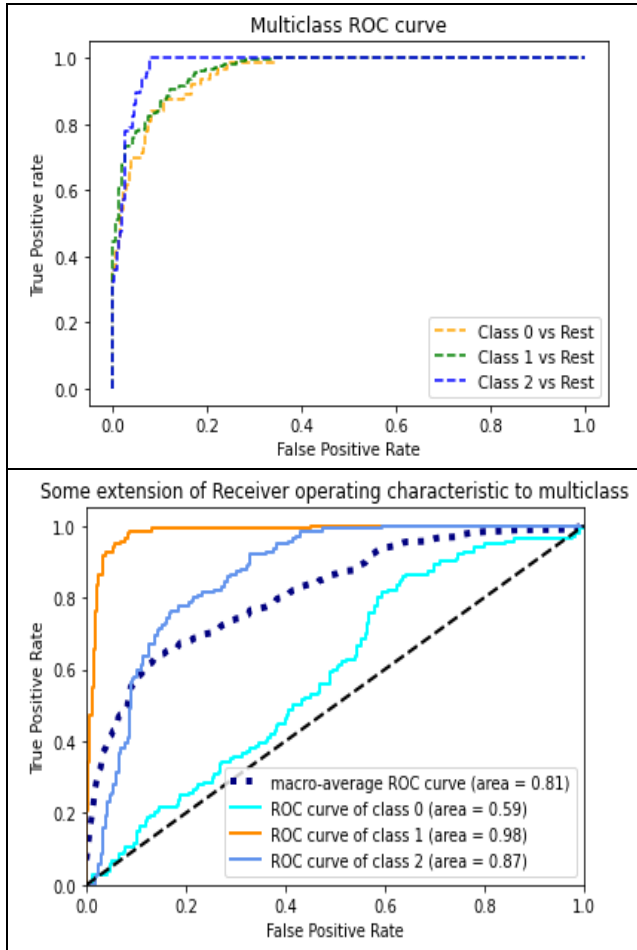 Multiclass ROC curve
1.0
0.8
0.6
0.4
0.2
0.0
True Positive rate
Class 0 vs Rest
Class 1 vs Rest
Class 2 vs Rest
0.0 0.2 0.4 0.6 0.8 1.0
False Positive Rate
Some extension of Receiver operating characteristic to multiclass
1.0
0.8
0.6
0.4
0.2
0.0
True Positive Rate
macro-average ROC curve (area = 0.81)
ROC curve of class 0 (area = 0.59)
ROC curve of class 1 (area = 0.98)
ROC curve of class 2 (area = 0.87)
0.0 0.2 0.4 0.6 0.8 1.0
False Positive Rate